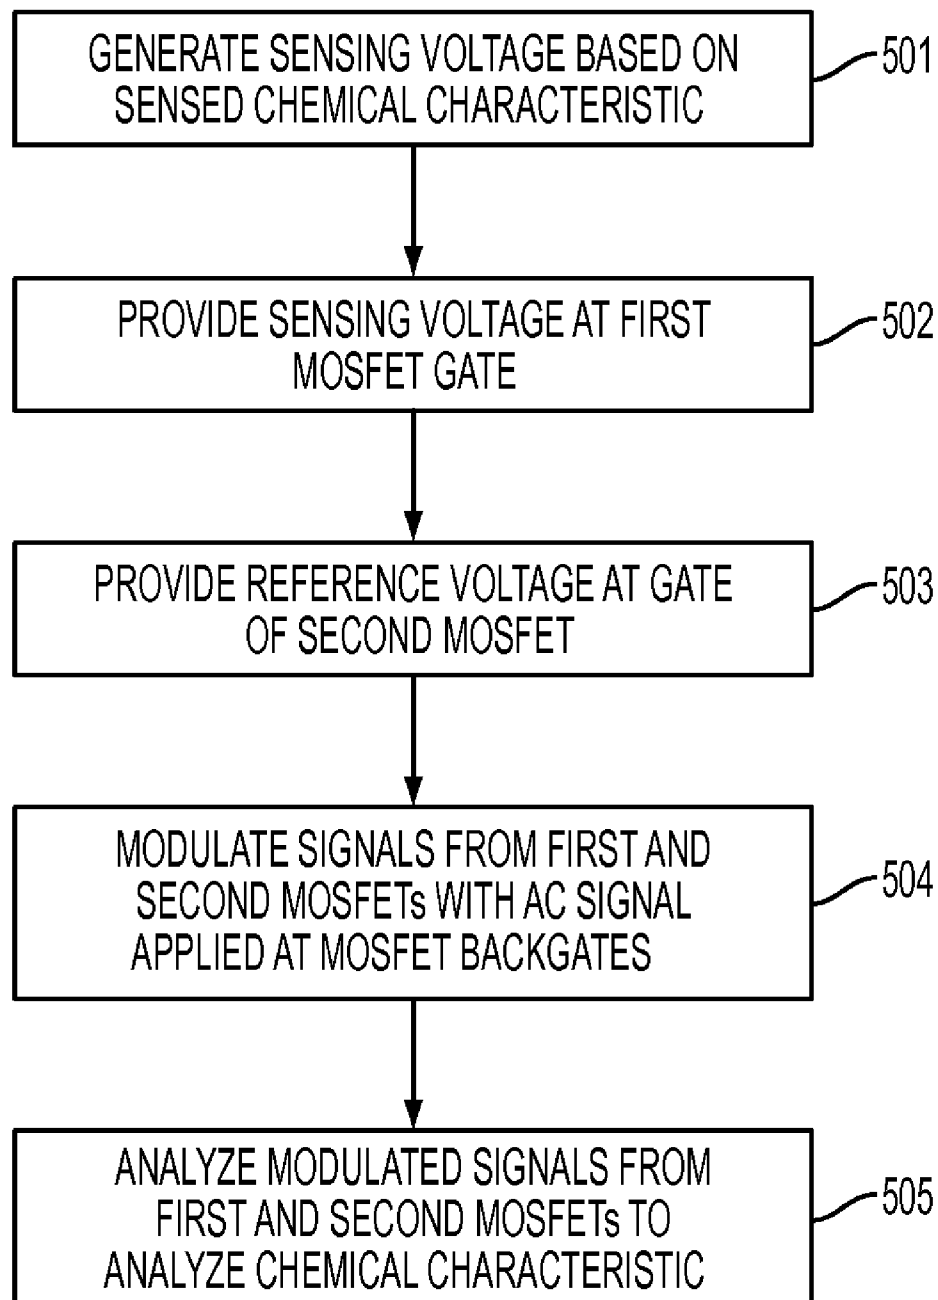 GENERATE SENSING VOLTAGE BASED ON
SENSED CHEMICAL CHARACTERISTIC
501
PROVIDE SENSING VOLTAGE AT FIRST
MOSFET GATE
502
PROVIDE REFERENCE VOLTAGE AT GATE
OF SECOND MOSFET
503
MODULATE SIGNALS FROM FIRST AND
SECOND MOSFETs WITH AC SIGNAL
APPLIED AT MOSFET BACKGATES
504
ANALYZE MODULATED SIGNALS FROM
FIRST AND SECOND MOSFETs TO
ANALYZE CHEMICAL CHARACTERISTIC
505